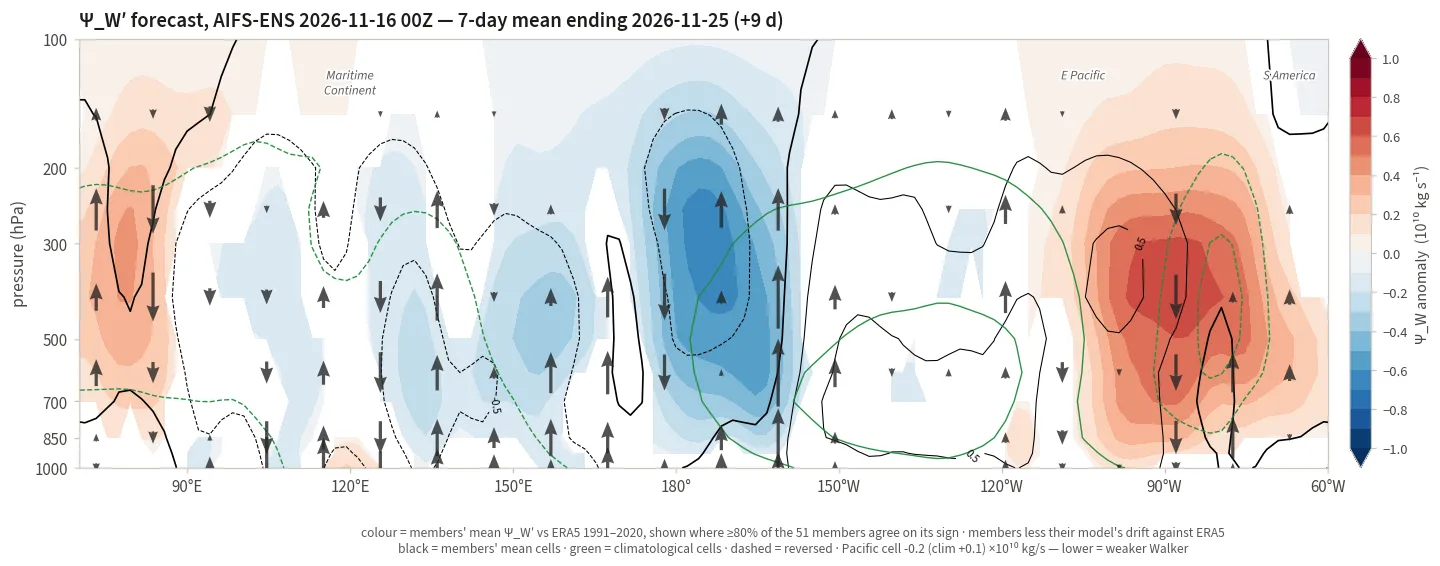 Ψ_W′ forecast, AIFS-ENS 2026-11-16 00Z — 7-day mean ending 2026-11-25 (+9 d)
Maritime
Continent
E Pacific
S America
pressure (hPa)
100
200
300
400
500
700
850
1000
90°E
120°E
150°E
180°
150°W
120°W
90°W
60°W
0.5
-0.5
0.5
1.0
0.8
0.6
0.4
0.2
0.0
−0.2
−0.4
−0.6
−0.8
−1.0
Ψ_W anomaly (10¹⁰ kg s⁻¹)
colour = members' mean Ψ_W′ vs ERA5 1991–2020, shown where ≥80% of the 51 members agree on its sign · members less their model's drift against ERA5
black = members' mean cells · green = climatological cells · dashed = reversed · Pacific cell -0.2 (clim +0.1) ×10¹⁰ kg/s — lower = weaker Walker